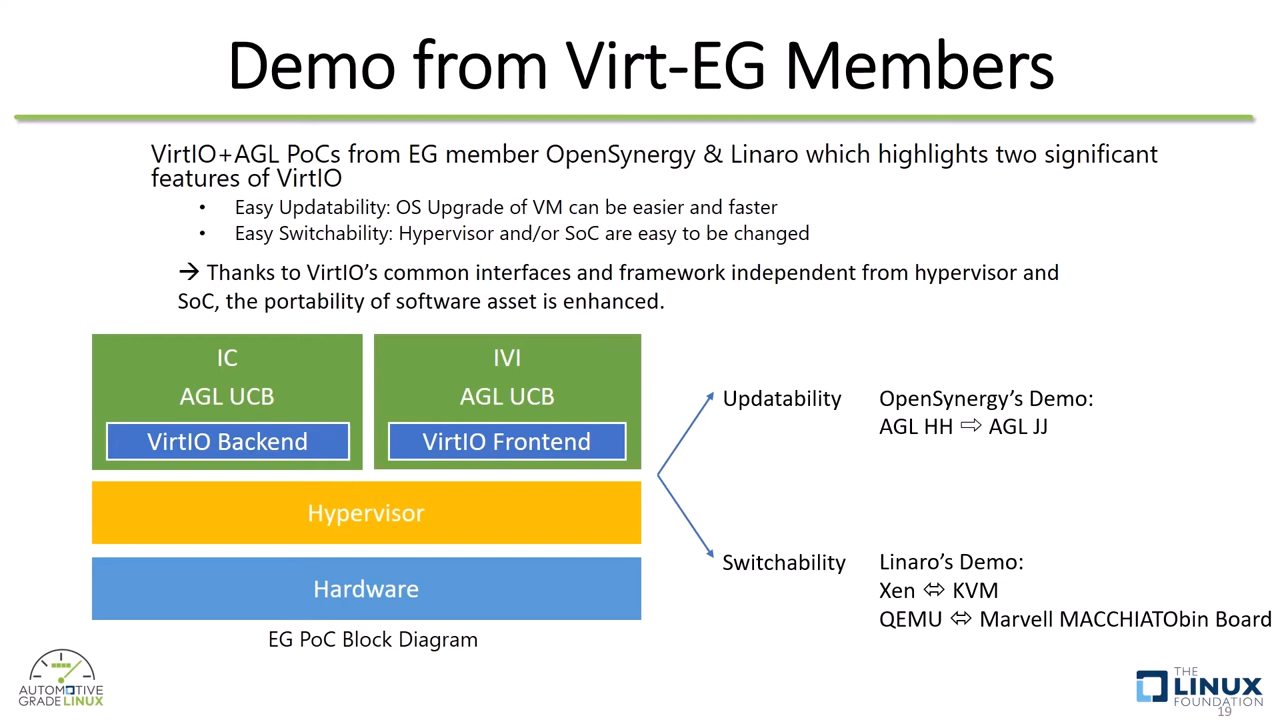 Demo from Virt-EG Members
VirtIO+AGL PoCs from EG member OpenSynergy & Linaro which highlights two significant
features of VirtIO
• Easy Updatability: OS Upgrade of VM can be easier and faster
• Easy Switchability: Hypervisor and/or SoC are easy to be changed
→ Thanks to VirtIO’s common interfaces and framework independent from hypervisor and
SoC, the portability of software asset is enhanced.
IC
AGL UCB
VirtIO Backend
IVI
AGL UCB
VirtIO Frontend
Hypervisor
Hardware
EG PoC Block Diagram
Updatability
OpenSynergy’s Demo:
AGL HH ⇨ AGL JJ
Switchability
Linaro’s Demo:
Xen ⬄ KVM
QEMU ⬄ Marvell MACCHIATObin Board
AUTOMOTIVE
GRADELINUX
THE
LINUX
FOUNDATION
19